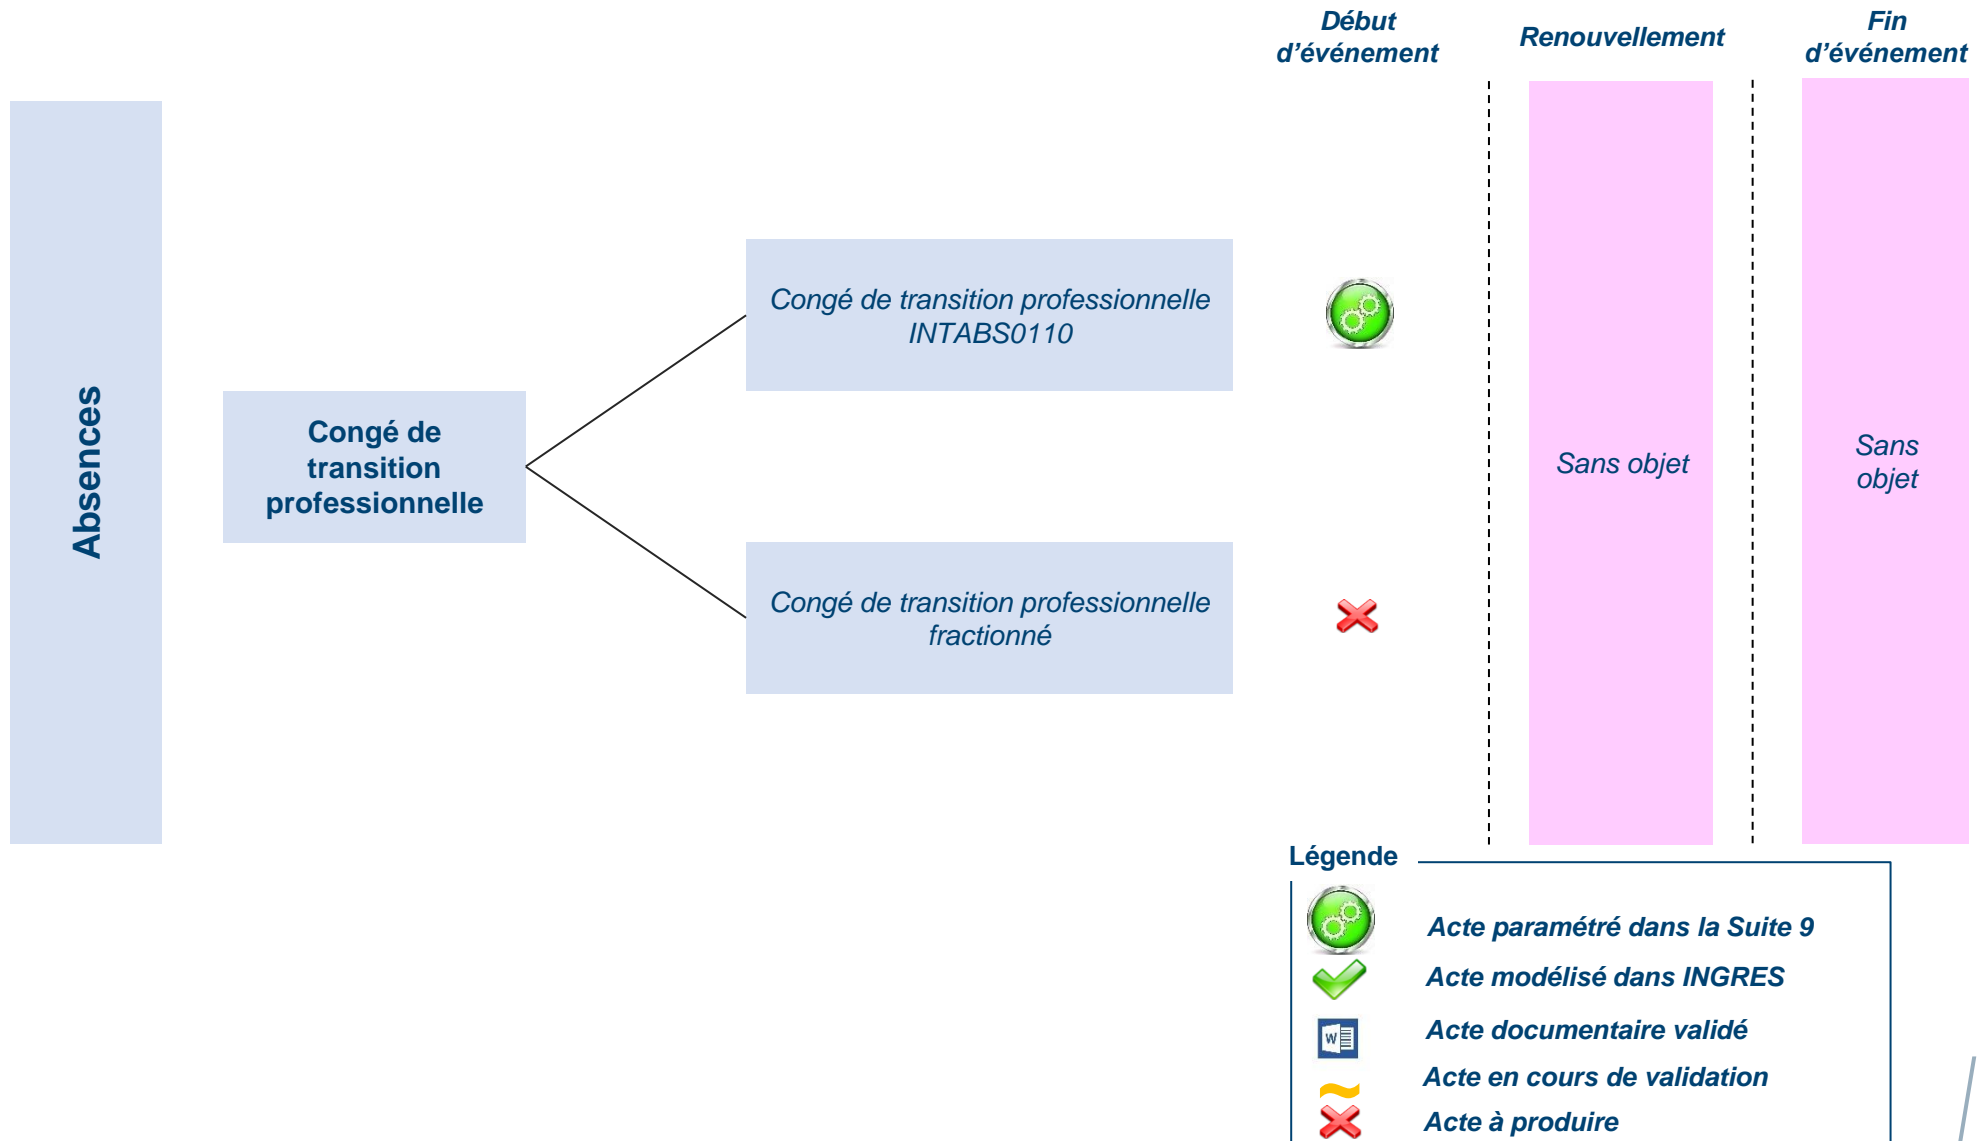 Début
d’événement
Renouvellement
Fin
d’événement
Absences
Congé de
transition
professionnelle
Congé de transition professionnelle
INTABS0110
Congé de transition professionnelle
fractionné
Sans objet
Sans
objet
Légende
Acte paramétré dans la Suite 9
Acte modélisé dans INGRES
W
Acte documentaire validé
Acte en cours de validation
Acte à produire